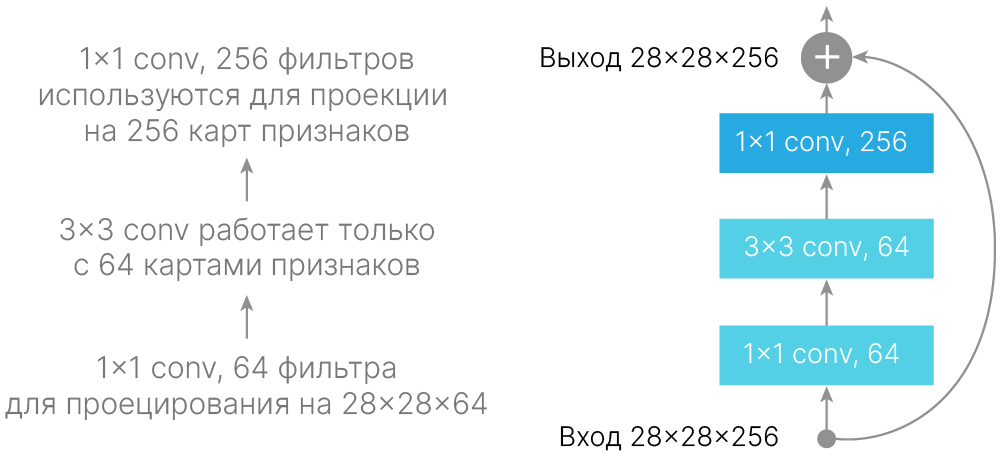 1×1 conv, 256 фильтров
используются для проекции
на 256 карт признаков
3×3 conv работает только
с 64 картами признаков
1×1 conv, 64 фильтра
для проецирования на 28×28×64
Выход 28×28×256
+
1×1 conv, 256
3×3 conv, 64
1×1 conv, 64
Вход 28×28×256